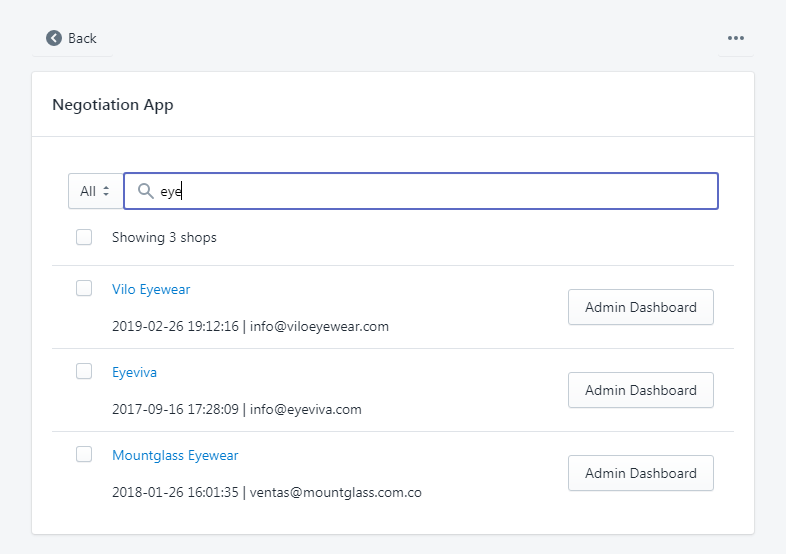 Back
Negotiation App
All
eye
Showing 3 shops
Vilo Eyewear
2019-02-26 19:12:16 | info@viloeyewear.com
Admin Dashboard
Eyeviva
2017-09-16 17:28:09 | info@eyeviva.com
Admin Dashboard
Mountglass Eyewear
2018-01-26 16:01:35 | ventas@mountglass.com.co
Admin Dashboard